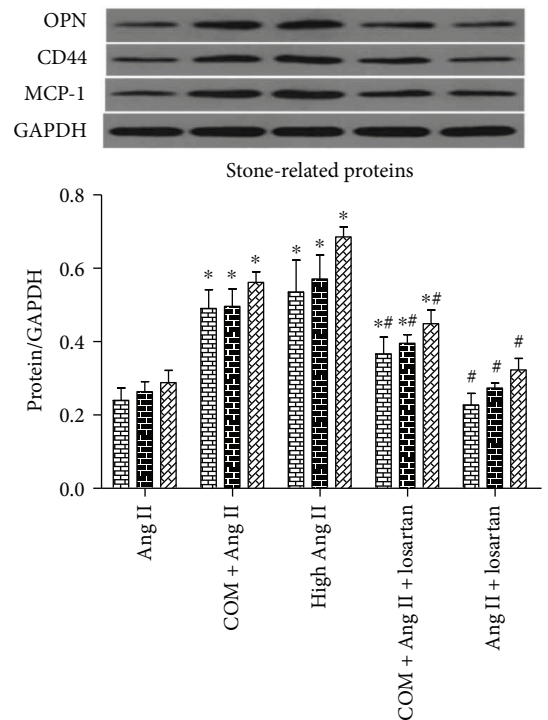 OPN
CD44
MCP-1
GAPDH
Stone-related proteins
Protein/GAPDH
0.8
0.6
0.4
0.2
0.0
* * *
* * *
*# *# *#
# # #
Ang II
COM + Ang II
High Ang II
COM + Ang II + losartan
Ang II + losartan